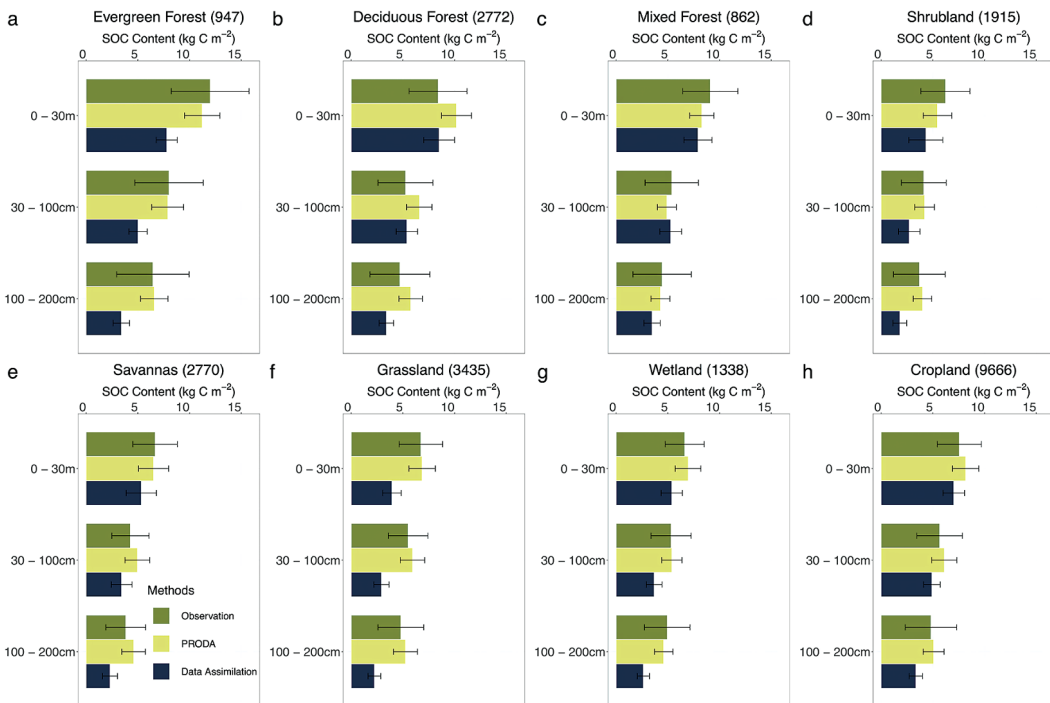 a Evergreen Forest (947)
SOC Content (kg C m⁻²)
0 5 10 15
0 – 30m
30 – 100cm
100 – 200cm
b Deciduous Forest (2772)
SOC Content (kg C m⁻²)
0 5 10 15
0 – 30m
30 – 100cm
100 – 200cm
c Mixed Forest (862)
SOC Content (kg C m⁻²)
0 5 10 15
0 – 30m
30 – 100cm
100 – 200cm
d Shrubland (1915)
SOC Content (kg C m⁻²)
0 5 10 15
0 – 30m
30 – 100cm
100 – 200cm
e Savannas (2770)
SOC Content (kg C m⁻²)
0 5 10 15
0 – 30m
30 – 100cm
100 – 200cm
Methods
Observation
PRODA
Data Assimilation
f Grassland (3435)
SOC Content (kg C m⁻²)
0 5 10 15
0 – 30m
30 – 100cm
100 – 200cm
g Wetland (1338)
SOC Content (kg C m⁻²)
0 5 10 15
0 – 30m
30 – 100cm
100 – 200cm
h Cropland (9666)
SOC Content (kg C m⁻²)
0 5 10 15
0 – 30m
30 – 100cm
100 – 200cm